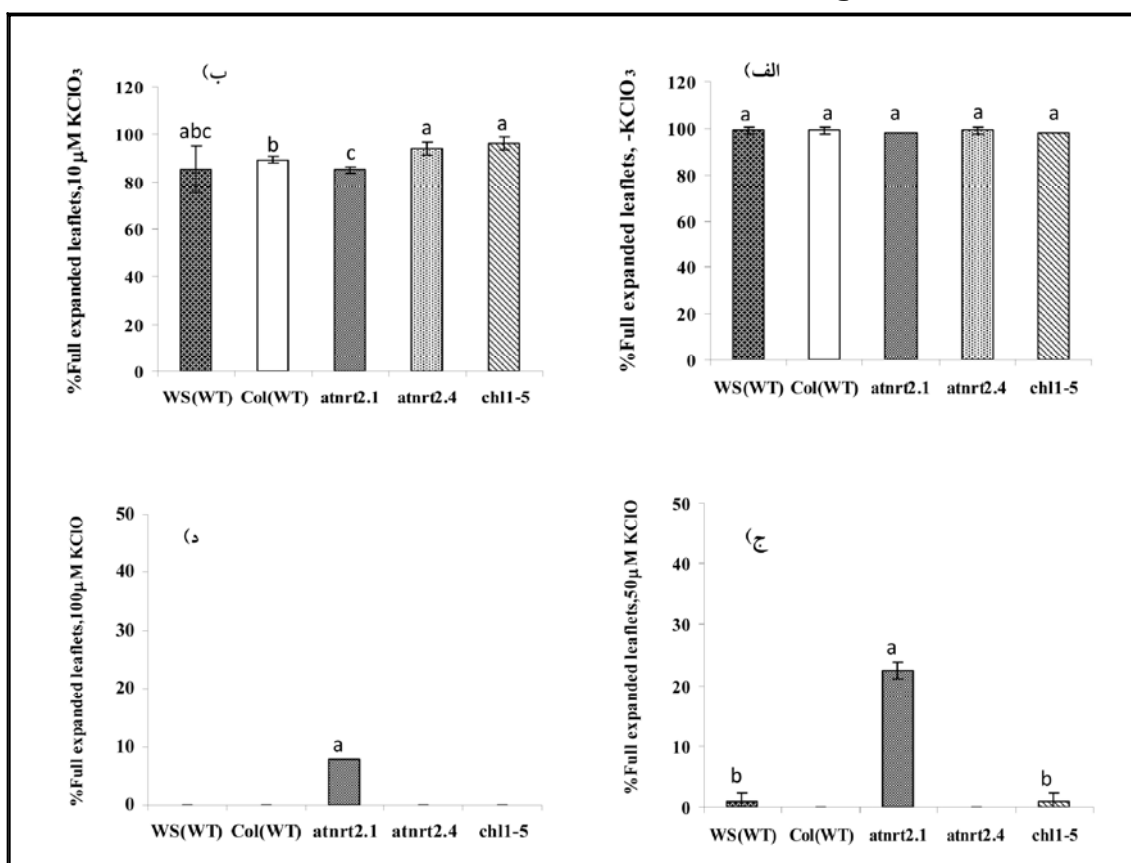 الف)
%Full expanded leaflets, -KClO3
120
100
80
60
40
20
0
a
a
a
a
a
WS(WT) Col(WT) atnrt2.1 atnrt2.4 chl1-5
ب)
%Full expanded leaflets,10 µM KClO3
120
100
80
60
40
20
0
abc
b
c
a
a
WS(WT) Col(WT) atnrt2.1 atnrt2.4 chl1-5
ج)
%Full expanded leaflets,50µM KClO
50
40
30
20
10
0
b
a
b
WS(WT) Col(WT) atnrt2.1 atnrt2.4 chl1-5
د)
%Full expanded leaflets,100µM KClO
50
40
30
20
10
0
a
WS(WT) Col(WT) atnrt2.1 atnrt2.4 chl1-5